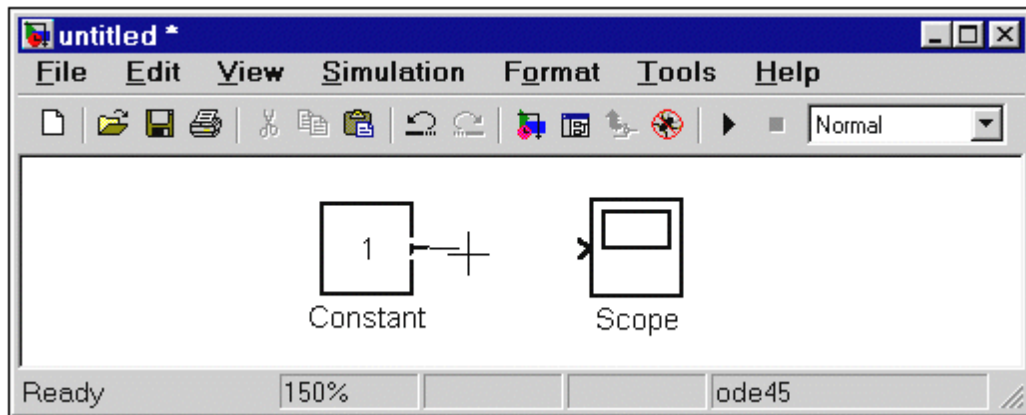 untitled *
File Edit View Simulation Format Tools Help
Normal
1
Constant Scope
Ready 150% ode45